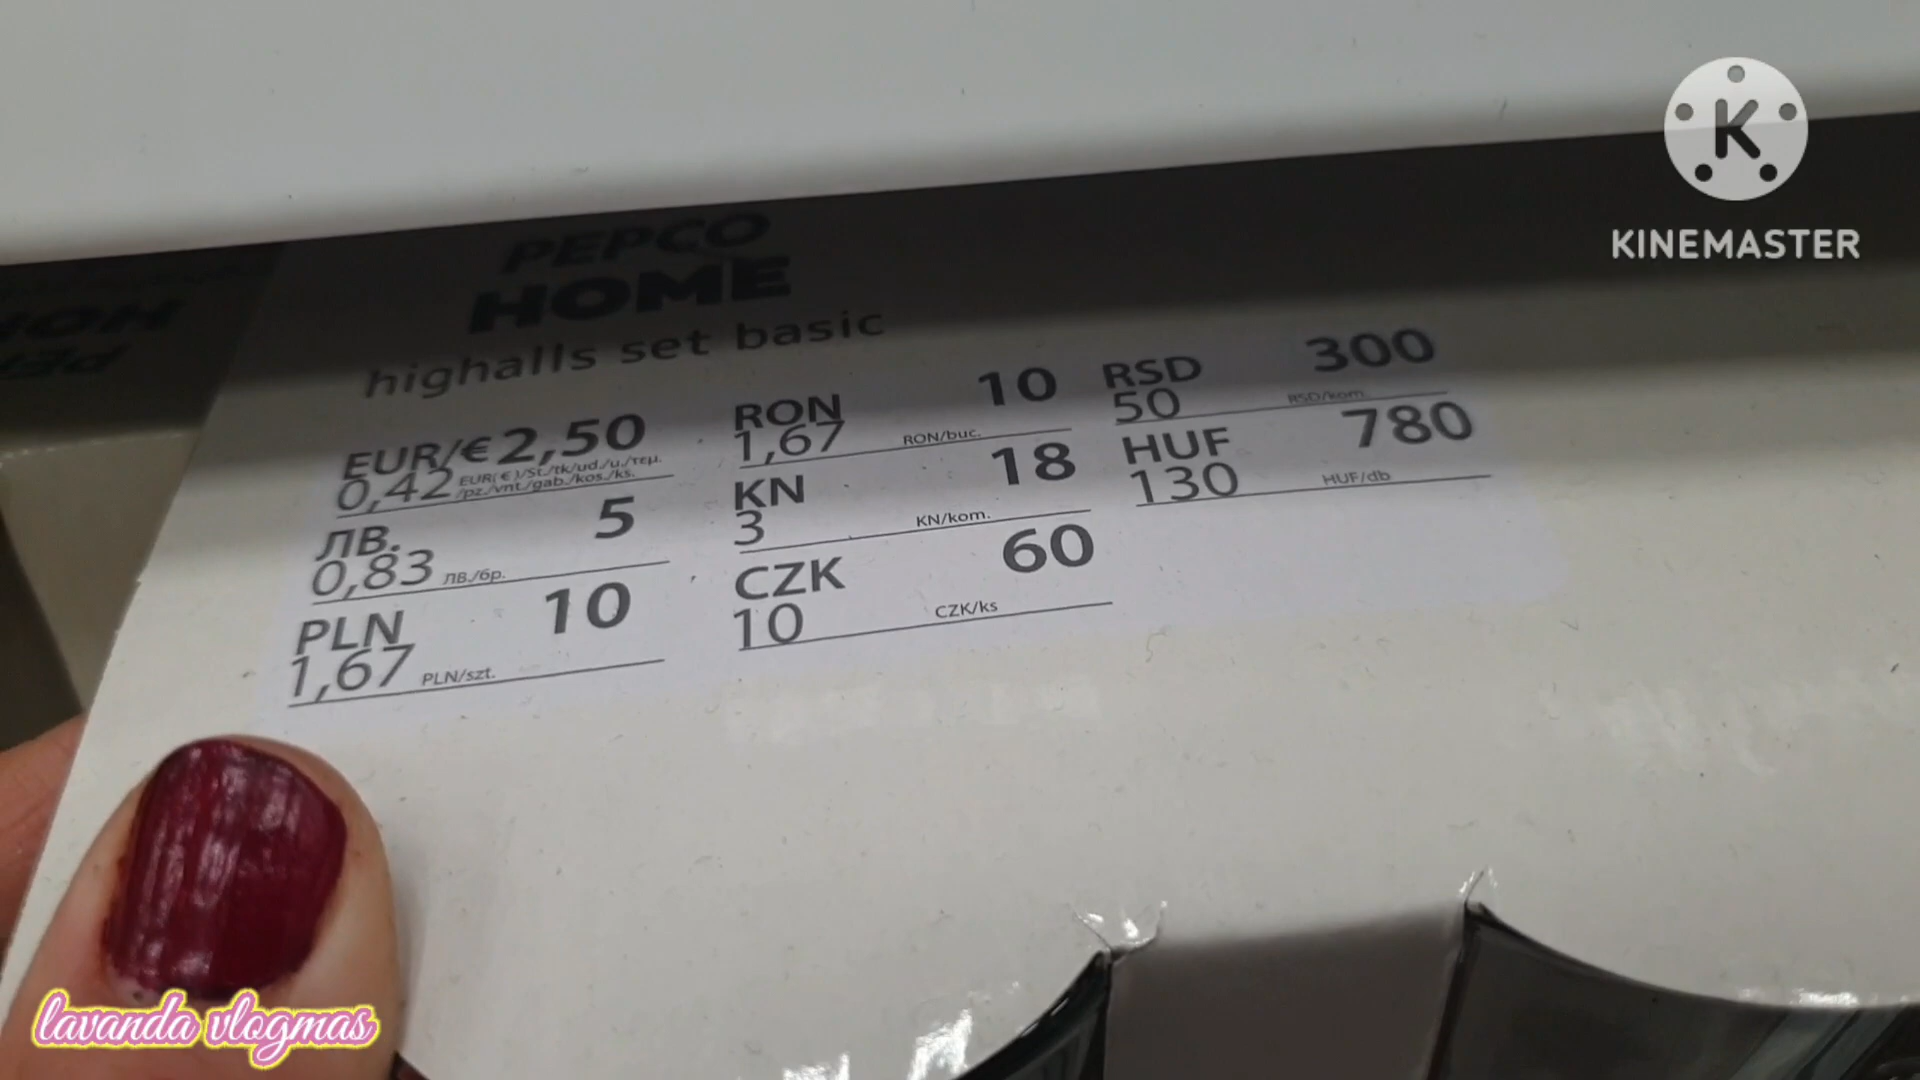 KINEMASTER
PEPCO
HOME
highalls set basic
EUR/€ 2,50
0,42 EUR(€)/St./tk/ud./u./τεμ.
/pz./vnt./gab./kos./ks.
ЛВ. 5
0,83 ЛВ./бр.
PLN 10
1,67 PLN/szt.
RON 10
1,67 RON/buc.
KN 18
3 KN/kom.
CZK 60
10 CZK/ks
RSD 300
50 RSD/kom.
HUF 780
130 HUF/db
lavanda vlogmas